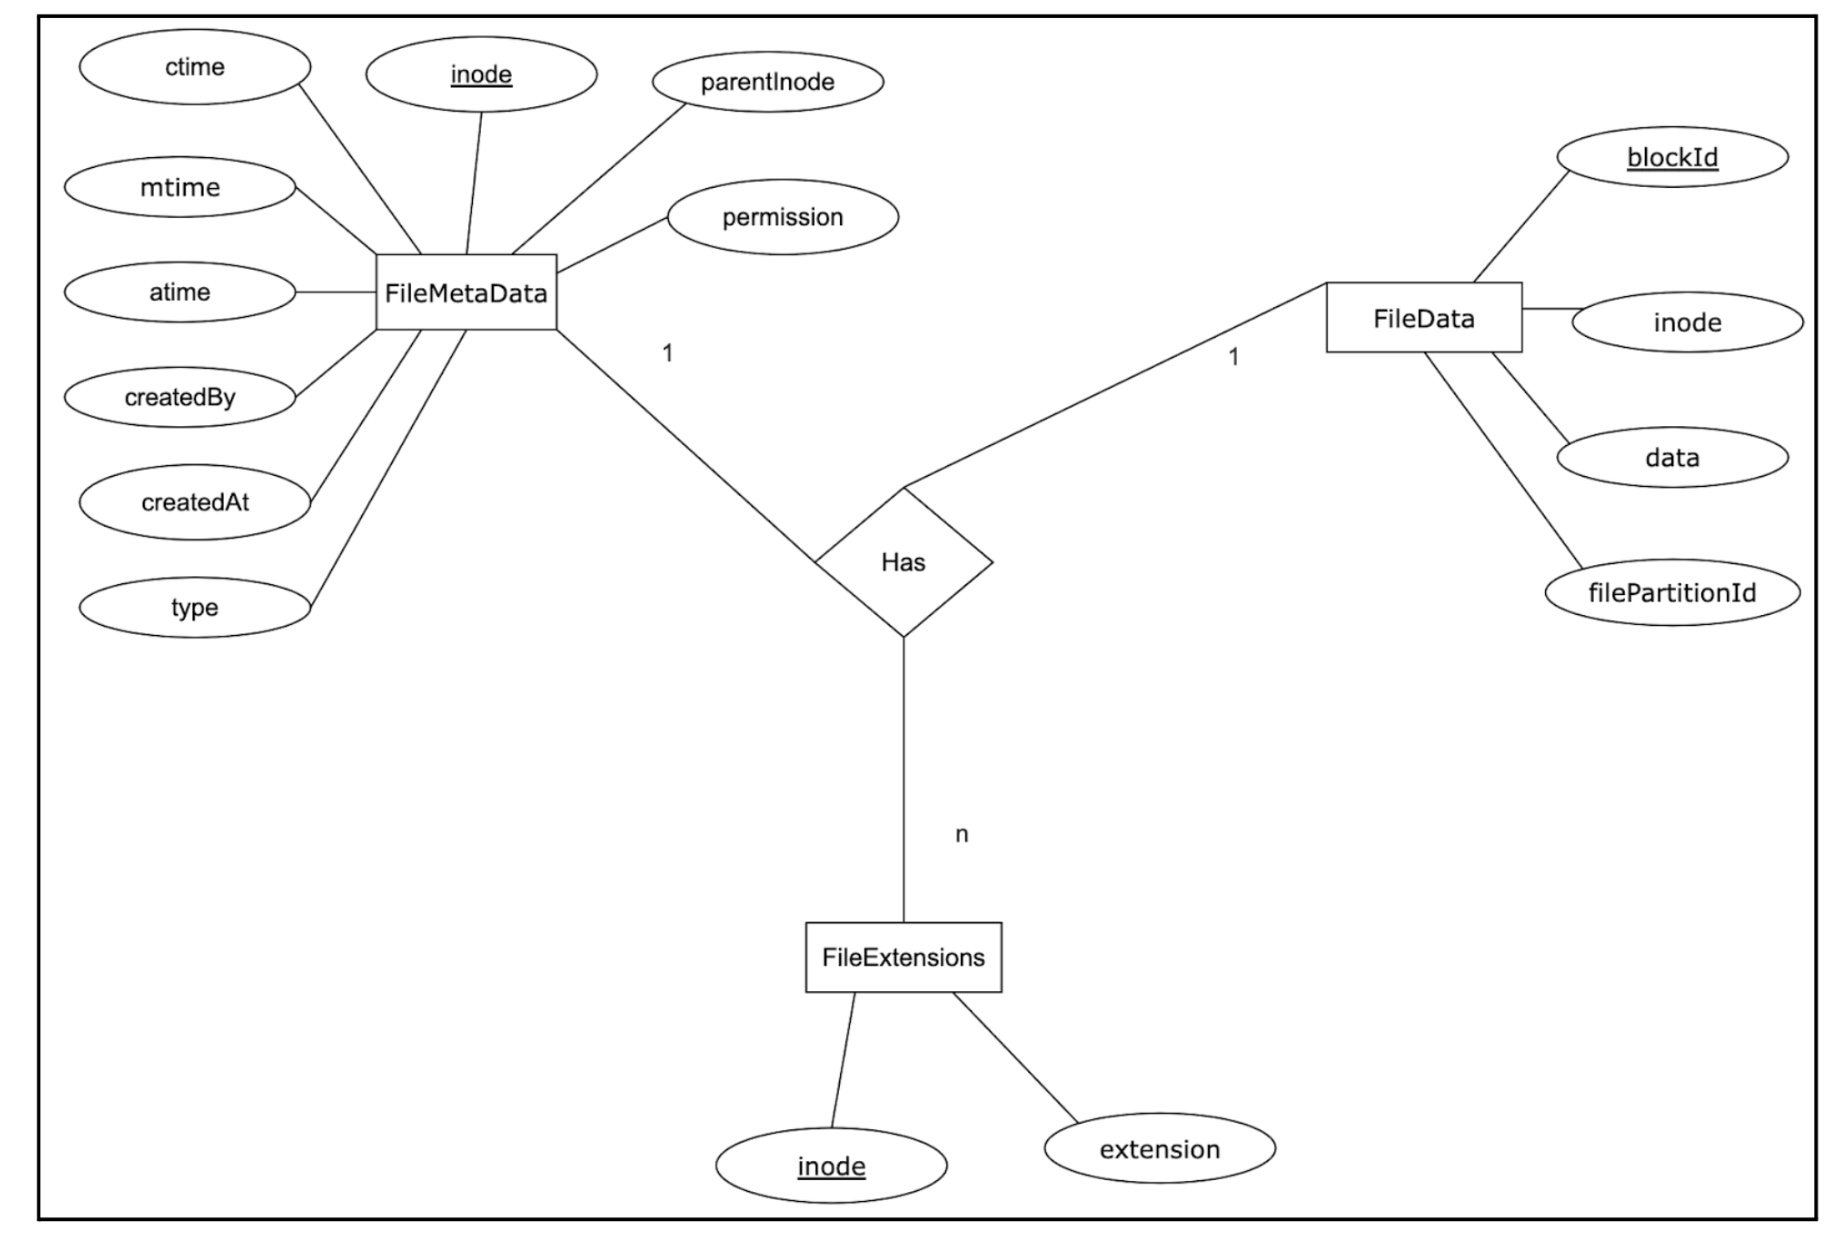 ctime
inode
parentInode
mtime
permission
atime
FileMetaData
createdBy
createdAt
type
1
1
blockId
FileData
inode
data
filePartitionId
Has
n
FileExtensions
inode
extension